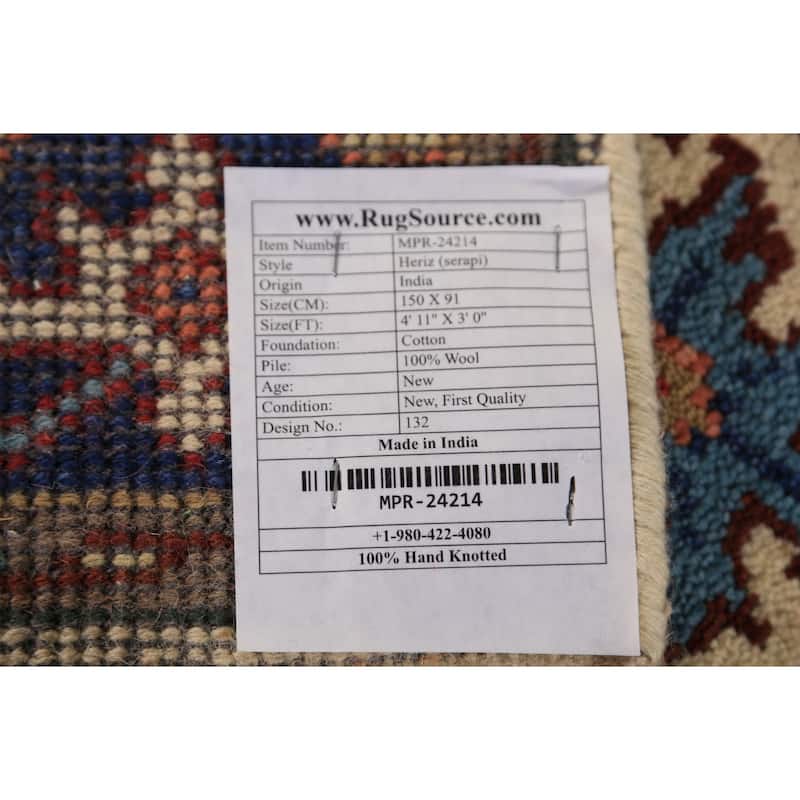 www.RugSource.com
Item Number: MPR-24214
Style Heriz (serapi)
Origin India
Size(CM): 150 X 91
Size(FT): 4' 11" X 3' 0"
Foundation: Cotton
Pile: 100% Wool
Age: New
Condition: New, First Quality
Design No.: 132
Made in India
MPR-24214
+1-980-422-4080
100% Hand Knotted